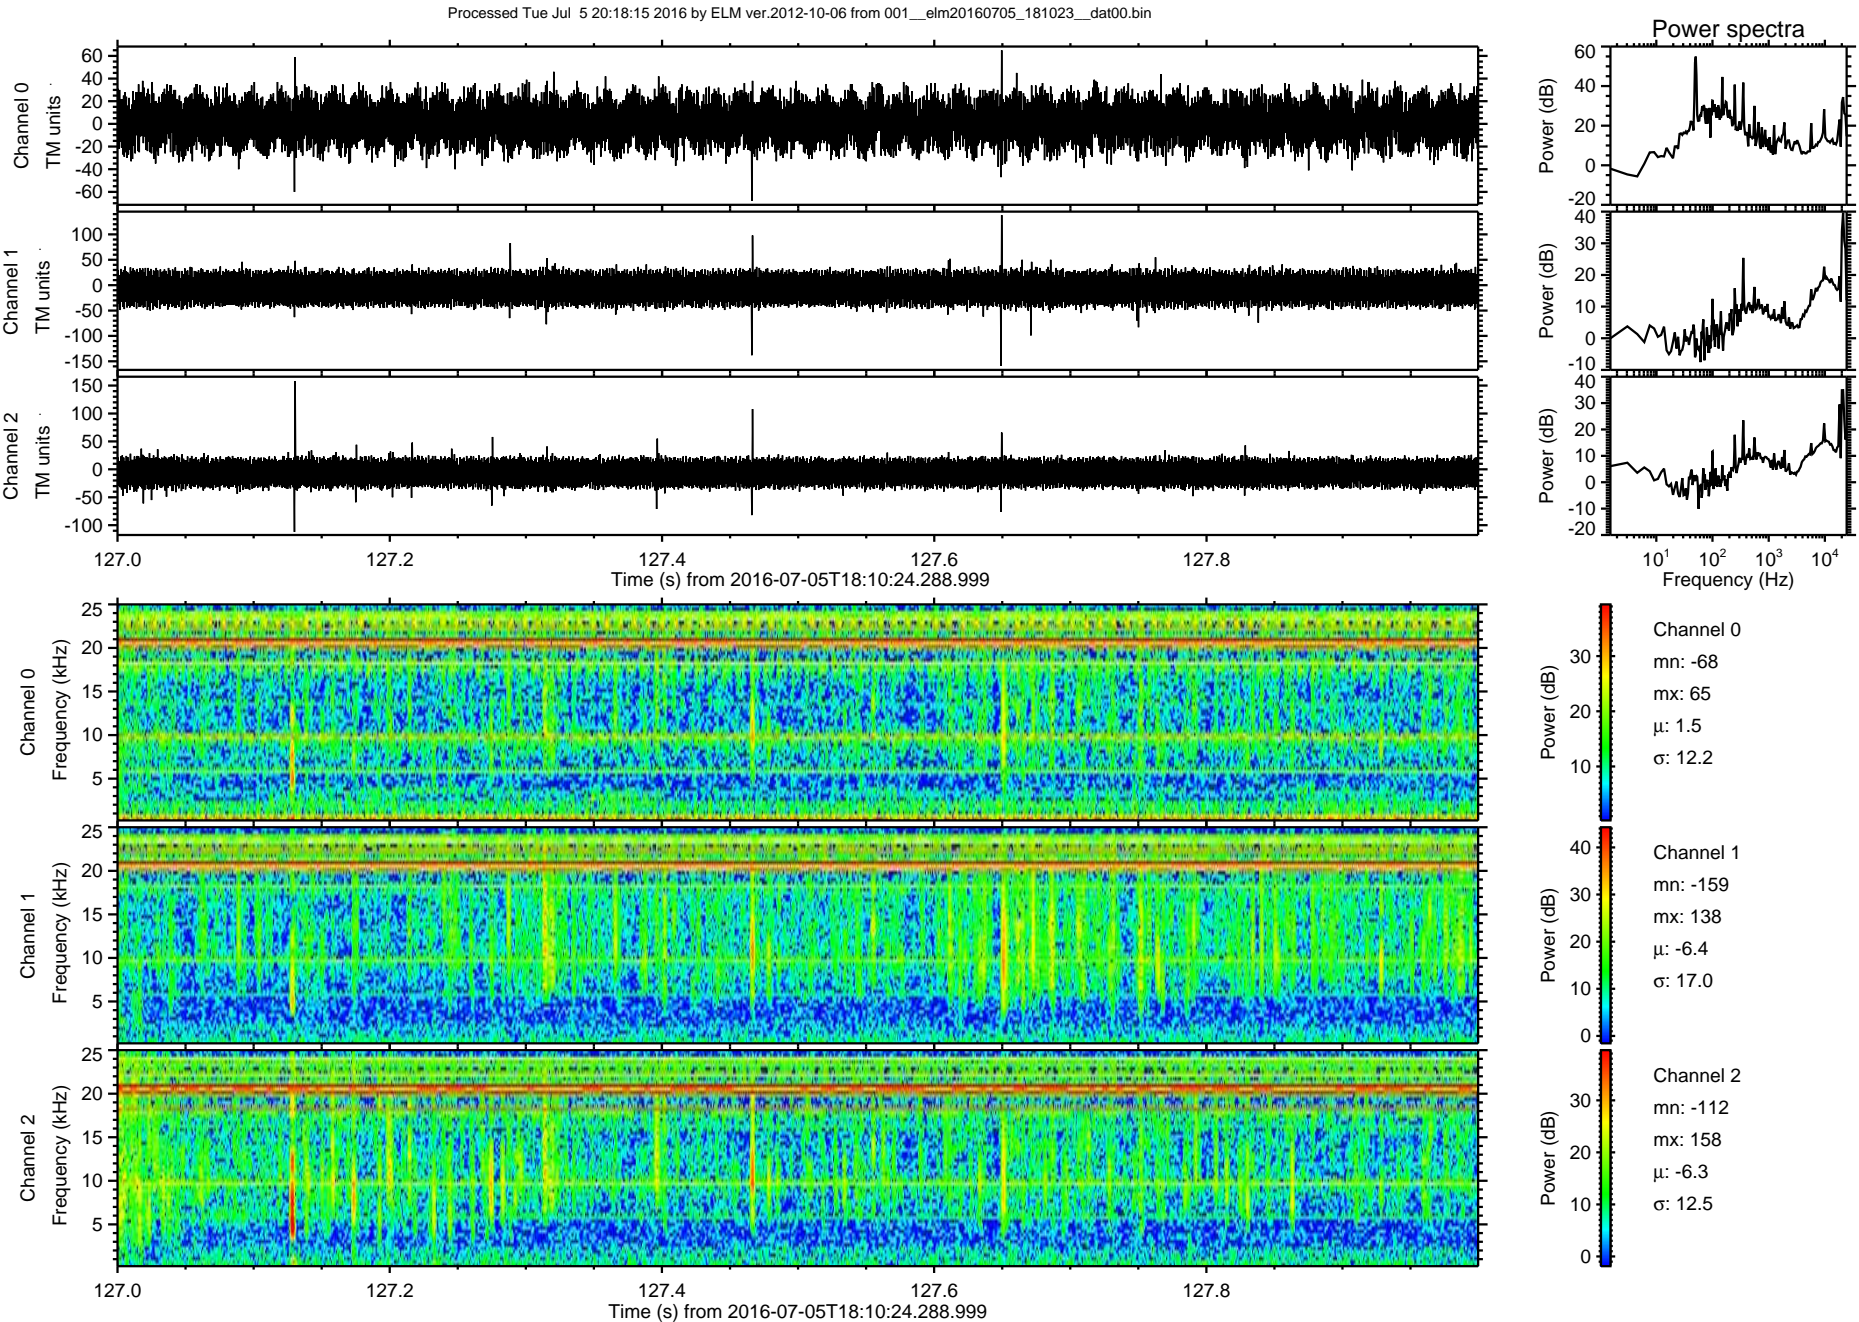 Processed Tue Jul 5 20:18:15 2016 by ELM ver.2012-10-06 from 001__elm20160705_181023__dat00.bin
Power spectra
Channel 0
TM units
60
40
20
0
-20
-40
-60
Power (dB)
60
40
20
0
-20
Channel 1
TM units
100
50
0
-50
-100
-150
Power (dB)
40
30
20
10
0
-10
Channel 2
TM units
150
100
50
0
-50
-100
Power (dB)
40
30
20
10
0
-10
-20
127.0 127.2 127.4 127.6 127.8
Time (s) from 2016-07-05T18:10:24.288.999
10¹ 10² 10³ 10⁴
Frequency (Hz)
Channel 0
Frequency (kHz)
25
20
15
10
5
Power (dB)
30
20
10
Channel 0
mn: -68
mx: 65
μ: 1.5
σ: 12.2
Channel 1
Frequency (kHz)
25
20
15
10
5
Power (dB)
40
30
20
10
0
Channel 1
mn: -159
mx: 138
μ: -6.4
σ: 17.0
Channel 2
Frequency (kHz)
25
20
15
10
5
Power (dB)
30
20
10
0
Channel 2
mn: -112
mx: 158
μ: -6.3
σ: 12.5
127.0 127.2 127.4 127.6 127.8
Time (s) from 2016-07-05T18:10:24.288.999